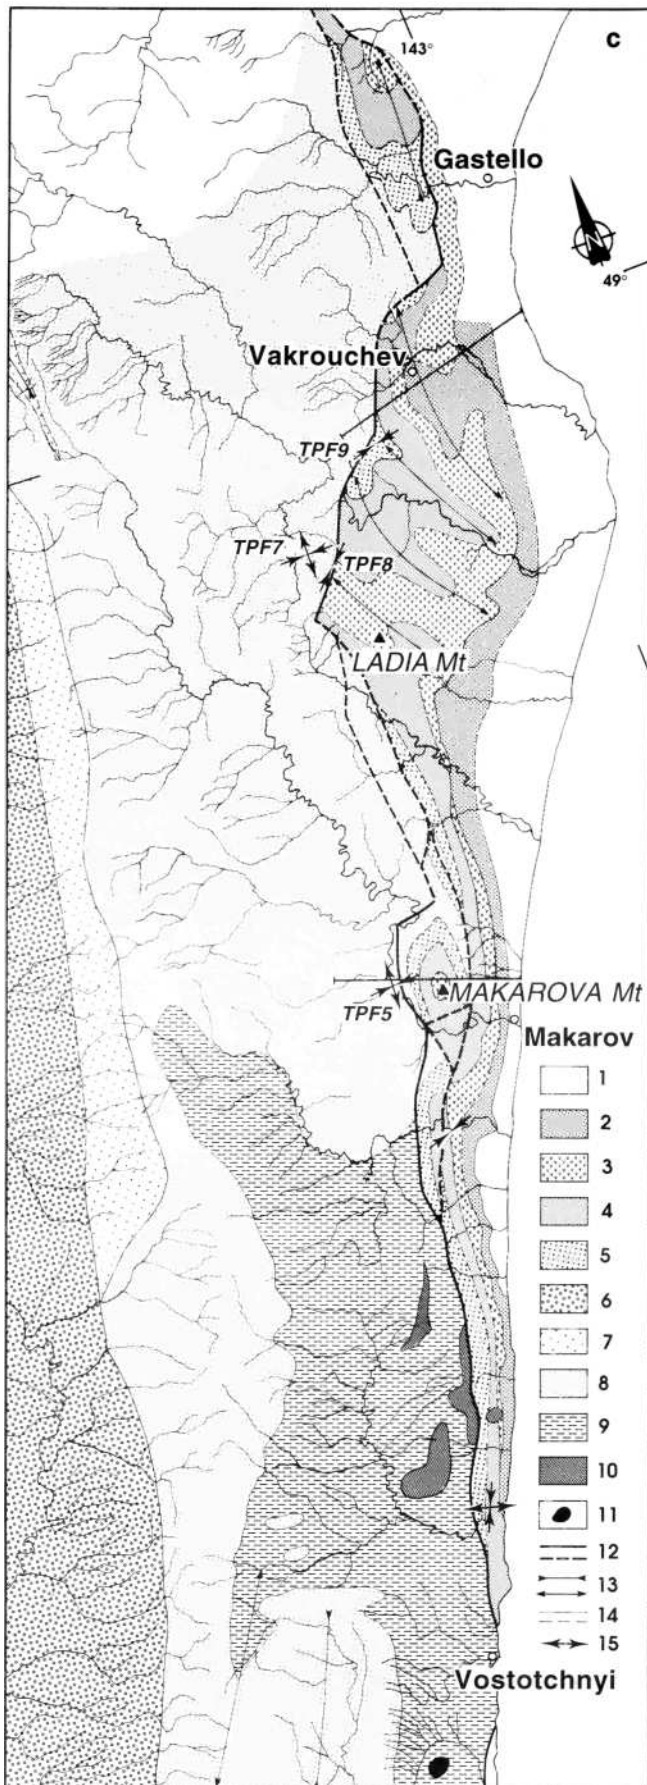 c
143°
Gastello
N
49°
Vakrouchev
TPF9
TPF7
TPF8
LADIA Mt
MAKAROVA Mt
TPF5
Makarov
1
2
3
4
5
6
7
8
9
10
11
12
13
14
15
Vostotchnyi